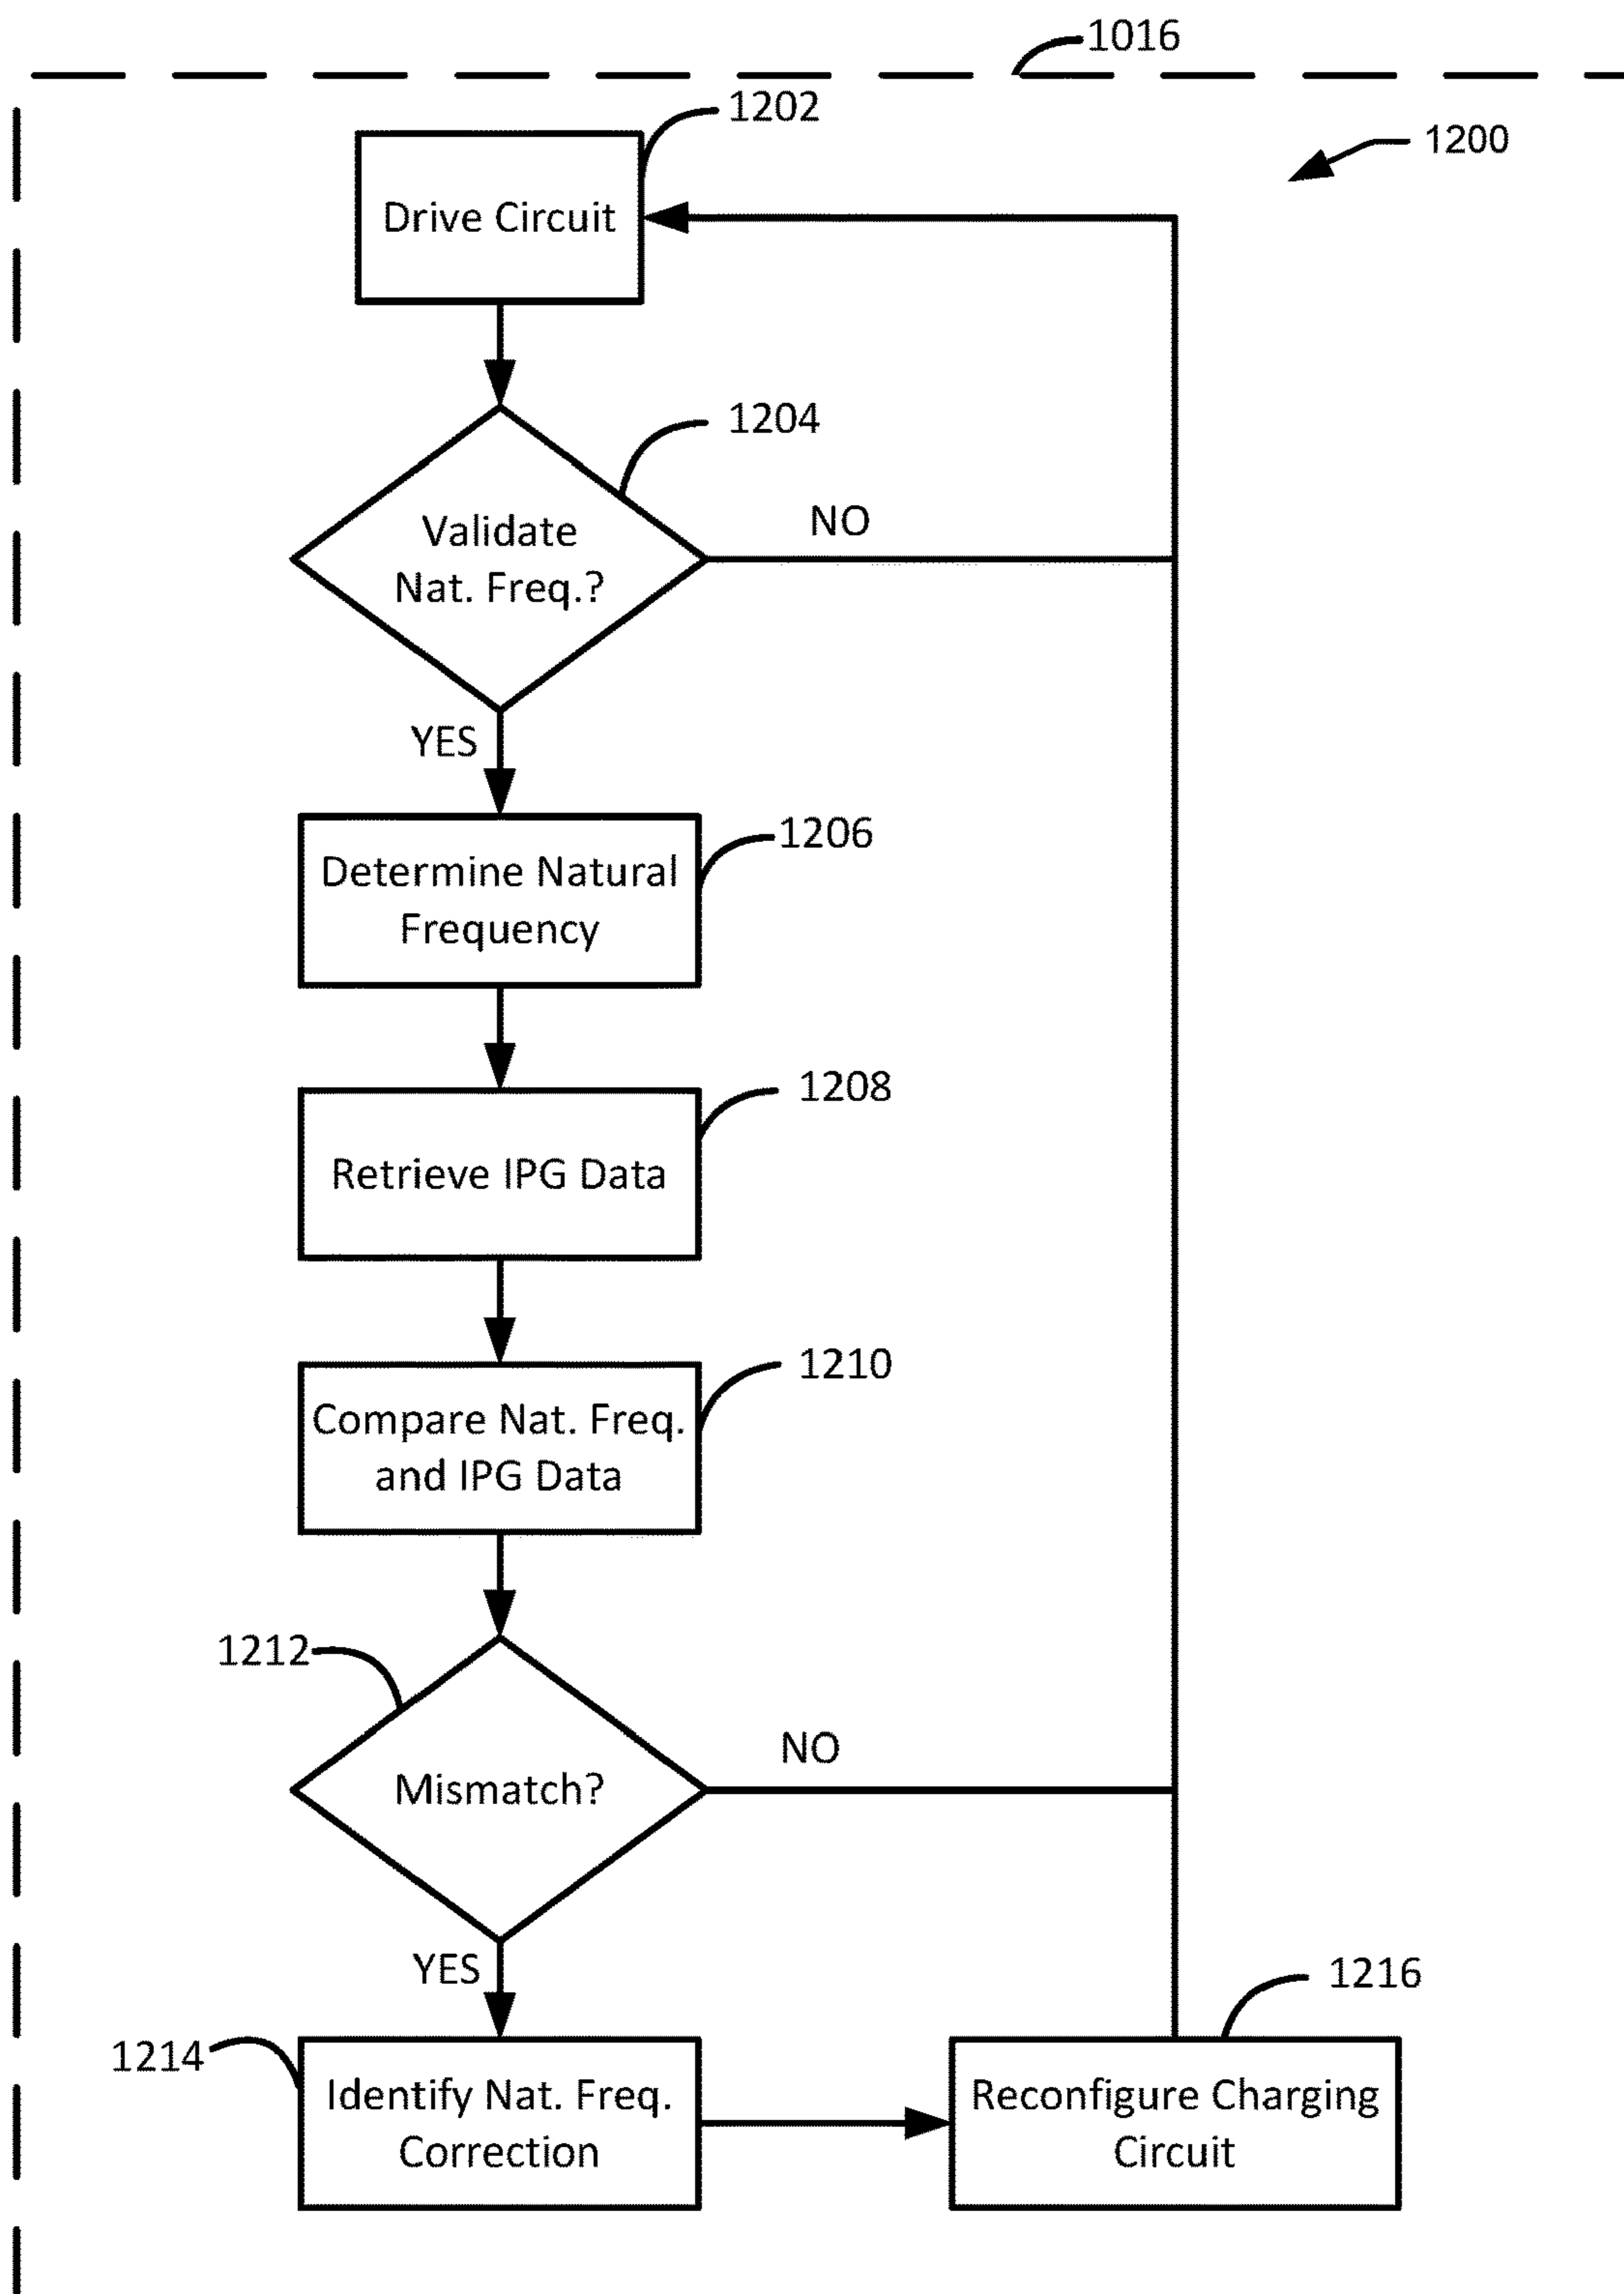 1016
1202
1200
Drive Circuit
1204
Validate
Nat. Freq.?
NO
YES
1206
Determine Natural
Frequency
1208
Retrieve IPG Data
1210
Compare Nat. Freq.
and IPG Data
1212
Mismatch?
NO
YES
1214
Identify Nat. Freq.
Correction
1216
Reconfigure Charging
Circuit